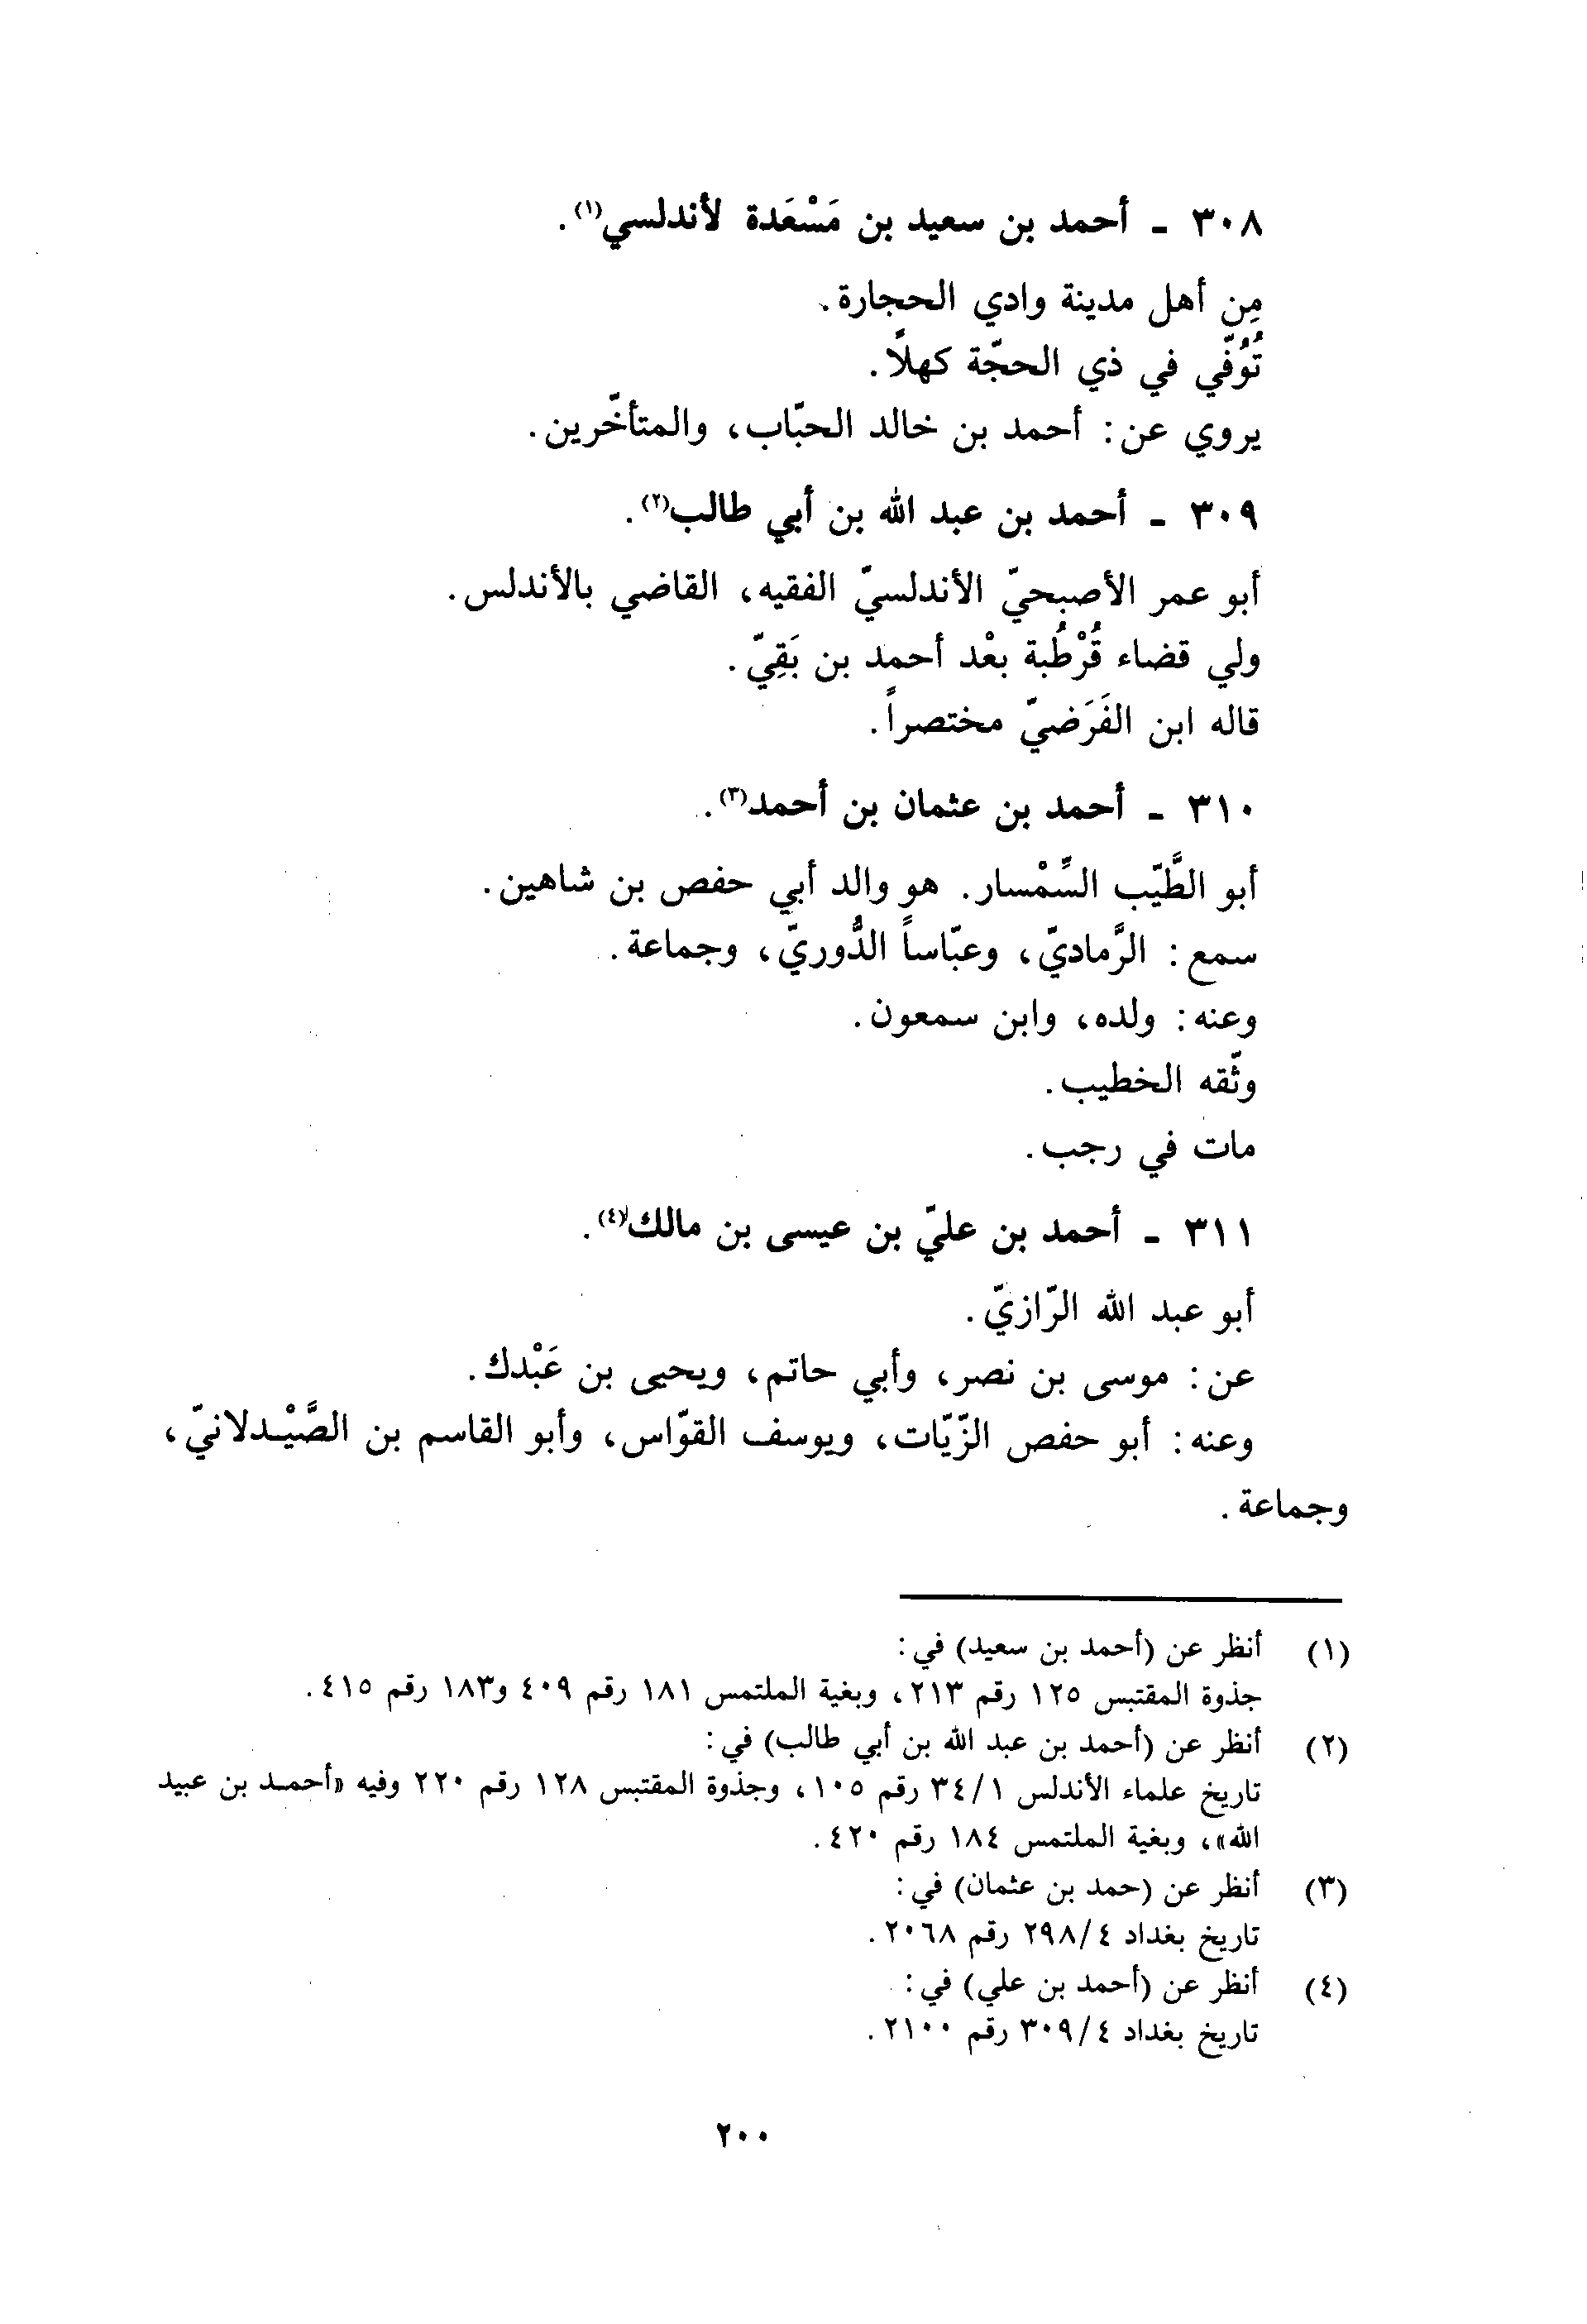 ٣٠٨ - أحمد بن سعيد بن مَسْعَدة لأندلسي(١).
مِن أهل مدينة وادي الحجارة.
تُوُفّي في ذي الحجّة كهلاً.
يروي عن: أحمد بن خالد الحبّاب، والمتأخّرين.
٣٠٩ - أحمد بن عبد الله بن أبي طالب(٢).
أبو عمر الأصبحيّ الأندلسيّ الفقيه، القاضي بالأندلس.
ولي قضاء قُرْطُبة بعْد أحمد بن بَقِيّ.
قاله ابن الفَرَضيّ مختصراً.
٣١٠ - أحمد بن عثمان بن أحمد(٣).
أبو الطَّيّب السِّمْسار. هو والد أبي حفص بن شاهين.
سمع: الرَّماديّ، وعبّاساً الدُّوريّ، وجماعة.
وعنه: ولده، وابن سمعون.
وثّقه الخطيب.
مات في رجب.
٣١١ - أحمد بن عليّ بن عيسى بن مالك(٤).
أبو عبد الله الرّازيّ.
عن: موسى بن نصر، وأبي حاتم، ويحيى بن عَبْدك.
وعنه: أبو حفص الزّيّات، ويوسف القوّاس، وأبو القاسم بن الصَّيْـدلانيّ،
وجماعة.
(١) أنظر عن (أحمد بن سعيد) في:
جذوة المقتبس ١٢٥ رقم ٢١٣، وبغية الملتمس ١٨١ رقم ٤٠٩ و١٨٣ رقم ٤١٥.
(٢) أنظر عن (أحمد بن عبد الله بن أبي طالب) في:
تاريخ علماء الأندلس ١/ ٣٤ رقم ١٠٥، وجذوة المقتبس ١٢٨ رقم ٢٢٠ وفيه «أحمـد بن عبيد
الله»، وبغية الملتمس ١٨٤ رقم ٤٢٠.
(٣) أنظر عن (حمد بن عثمان) في:
تاريخ بغداد ٤/ ٢٩٨ رقم ٢٠٦٨.
(٤) أنظر عن (أحمد بن علي) في:
تاريخ بغداد ٤/ ٣٠٩ رقم ٢١٠٠.
٢٠٠